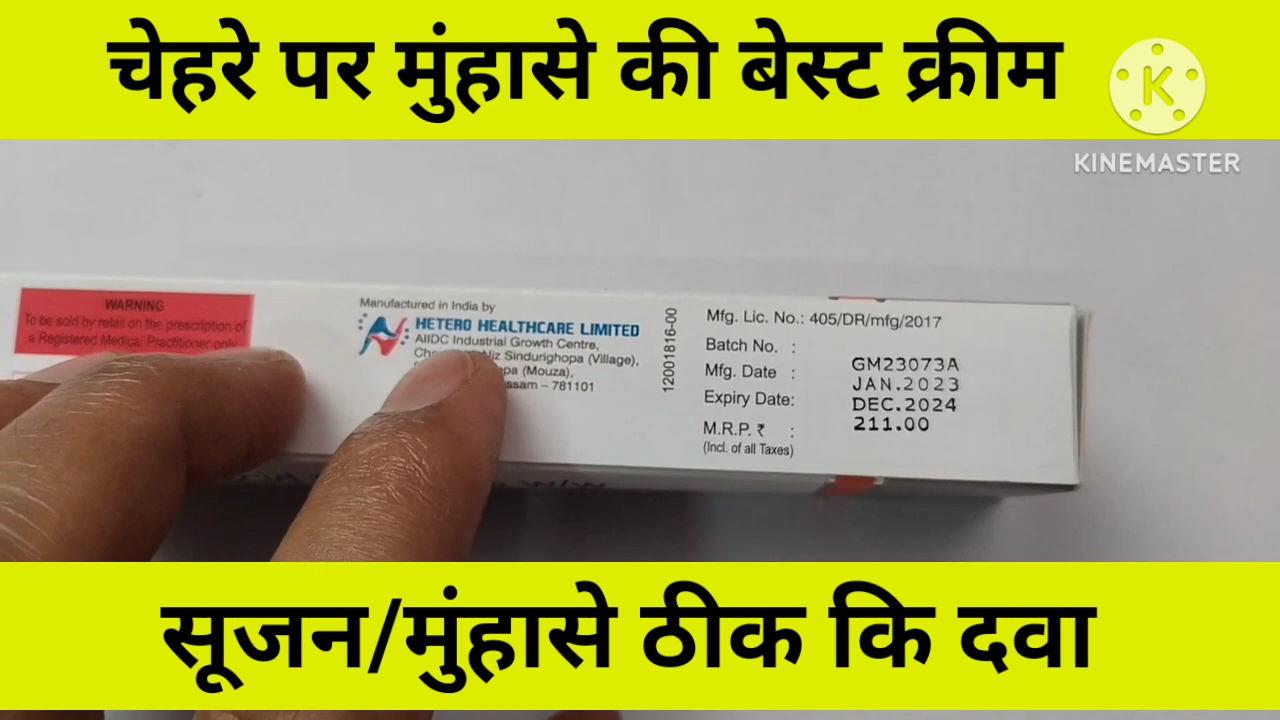 चेहरे पर मुंहासे की बेस्ट क्रीम
K
KINEMASTER
WARNING
To be sold by retail on the prescription of
a Registered Medical Practitioner only
Manufactured in India by
HETERO HEALTHCARE LIMITED
AIIDC Industrial Growth Centre,
Niz Sindurighopa (Village),
(Mouza),
781101
12001816-00
Mfg. Lic. No.: 405/DR/mfg/2017
Batch No. : GM23073A
Mfg. Date : JAN.2023
Expiry Date: DEC.2024
M.R.P. ₹ : 211.00
(Incl. of all Taxes)
सूजन/मुंहासे ठीक कि दवा